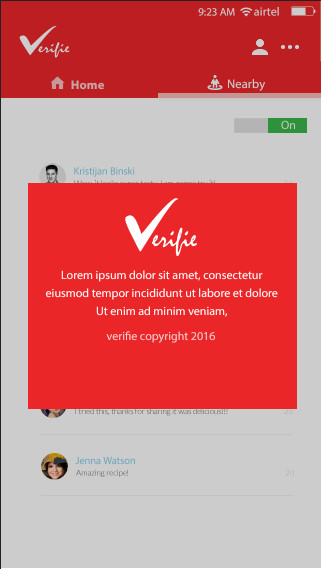 9:23 AM airtel
Verifie
Home
Nearby
On
Kristijan Binski
Verifie
Lorem ipsum dolor sit amet, consectetur
eiusmod tempor incididunt ut labore et dolore
Ut enim ad minim veniam,
verifie copyright 2016
I tried this, thanks for sharing it was delicious!!!
Jenna Watson
Amazing recipe!